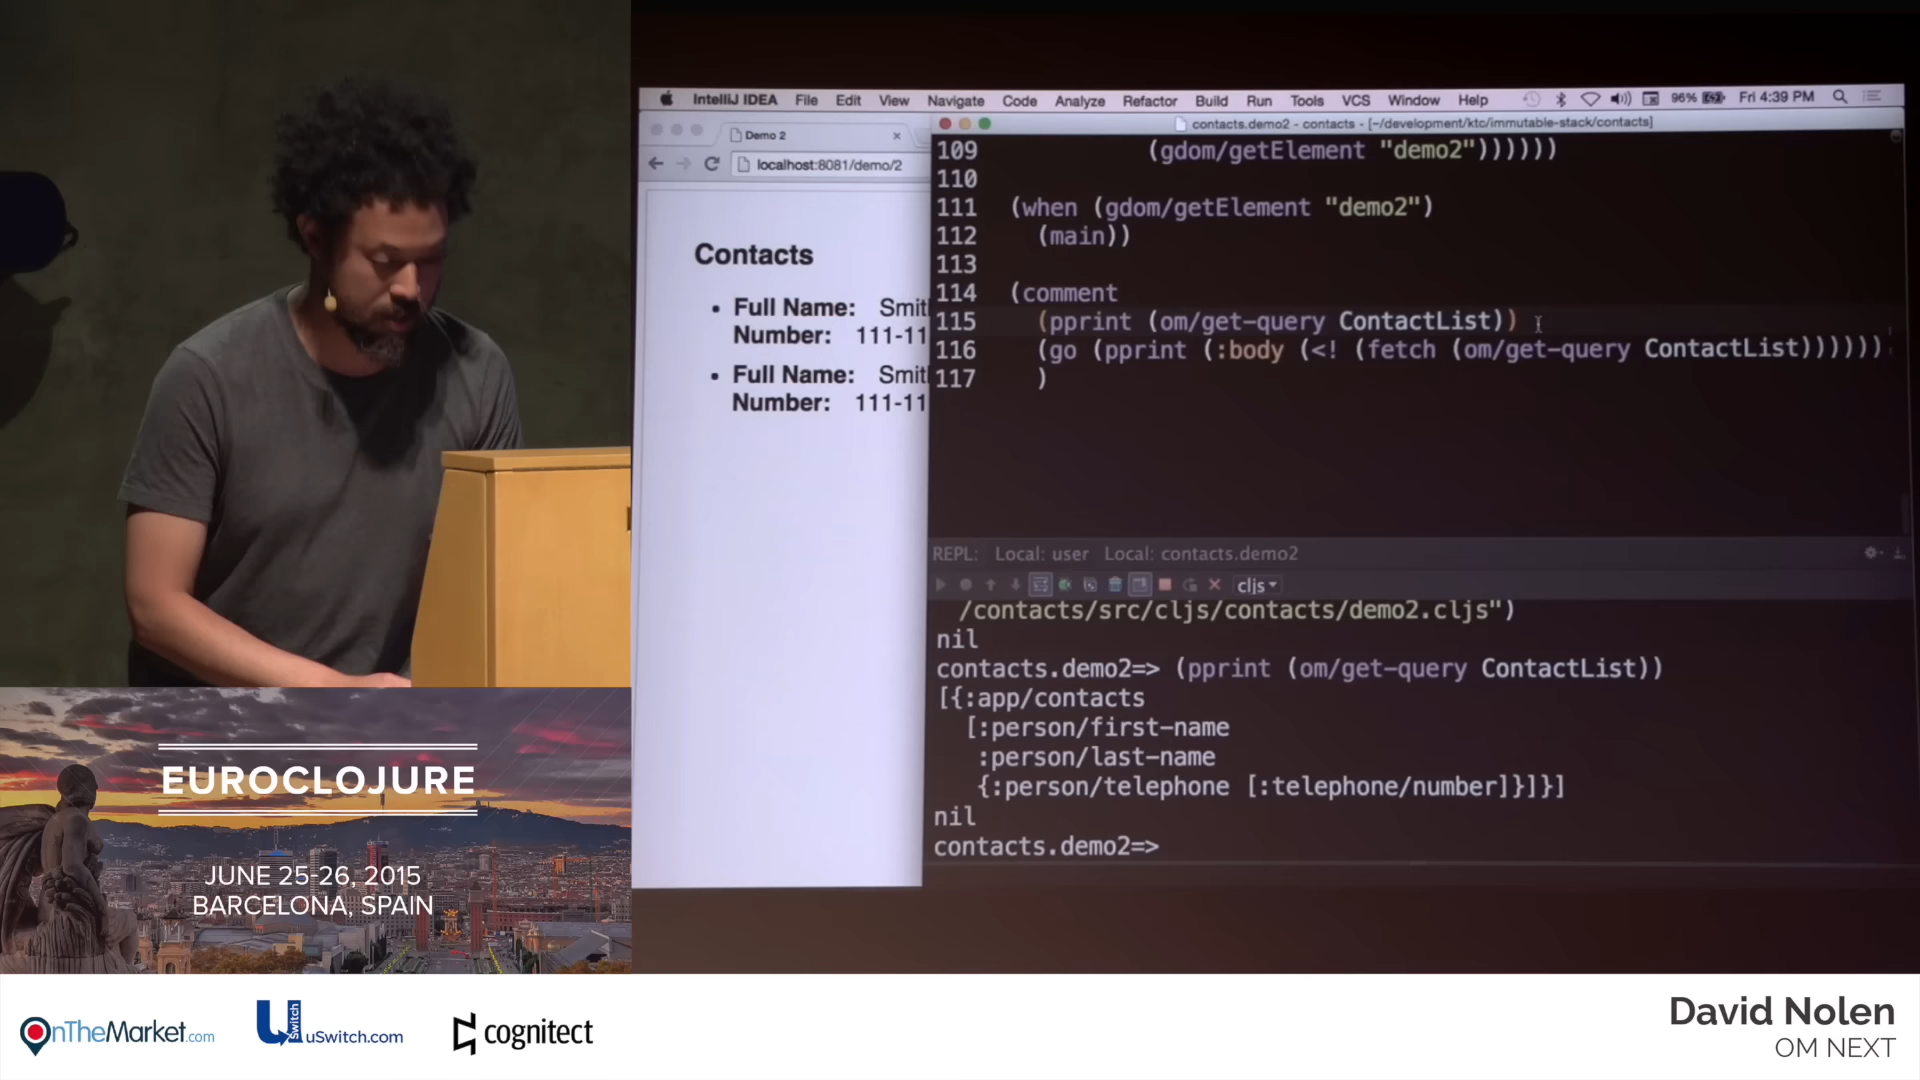 IntelliJ IDEA File Edit View Navigate Code Analyze Refactor Build Run Tools VCS Window Help 96% Fri 4:39 PM
Demo 2
localhost:8081/demo/2
Contacts
Full Name: Smit
Number: 111-11
Full Name: Smit
Number: 111-11
contacts.demo2 - contacts - [~/development/ktc/immutable-stack/contacts]
109 (gdom/getElement "demo2"))))))
110
111 (when (gdom/getElement "demo2")
112 (main))
113
114 (comment
115 (pprint (om/get-query ContactList))
116 (go (pprint (:body (<! (fetch (om/get-query ContactList))))))
117 )
REPL: Local: user Local: contacts.demo2
cljs
/contacts/src/cljs/contacts/demo2.cljs")
nil
contacts.demo2=> (pprint (om/get-query ContactList))
[{:app/contacts
[:person/first-name
:person/last-name
{:person/telephone [:telephone/number]}]}]
nil
contacts.demo2=>
EUROCLOJURE
JUNE 25-26, 2015
BARCELONA, SPAIN
OnTheMarket.com
uSwitch
uSwitch.com
cognitect
David Nolen
OM NEXT